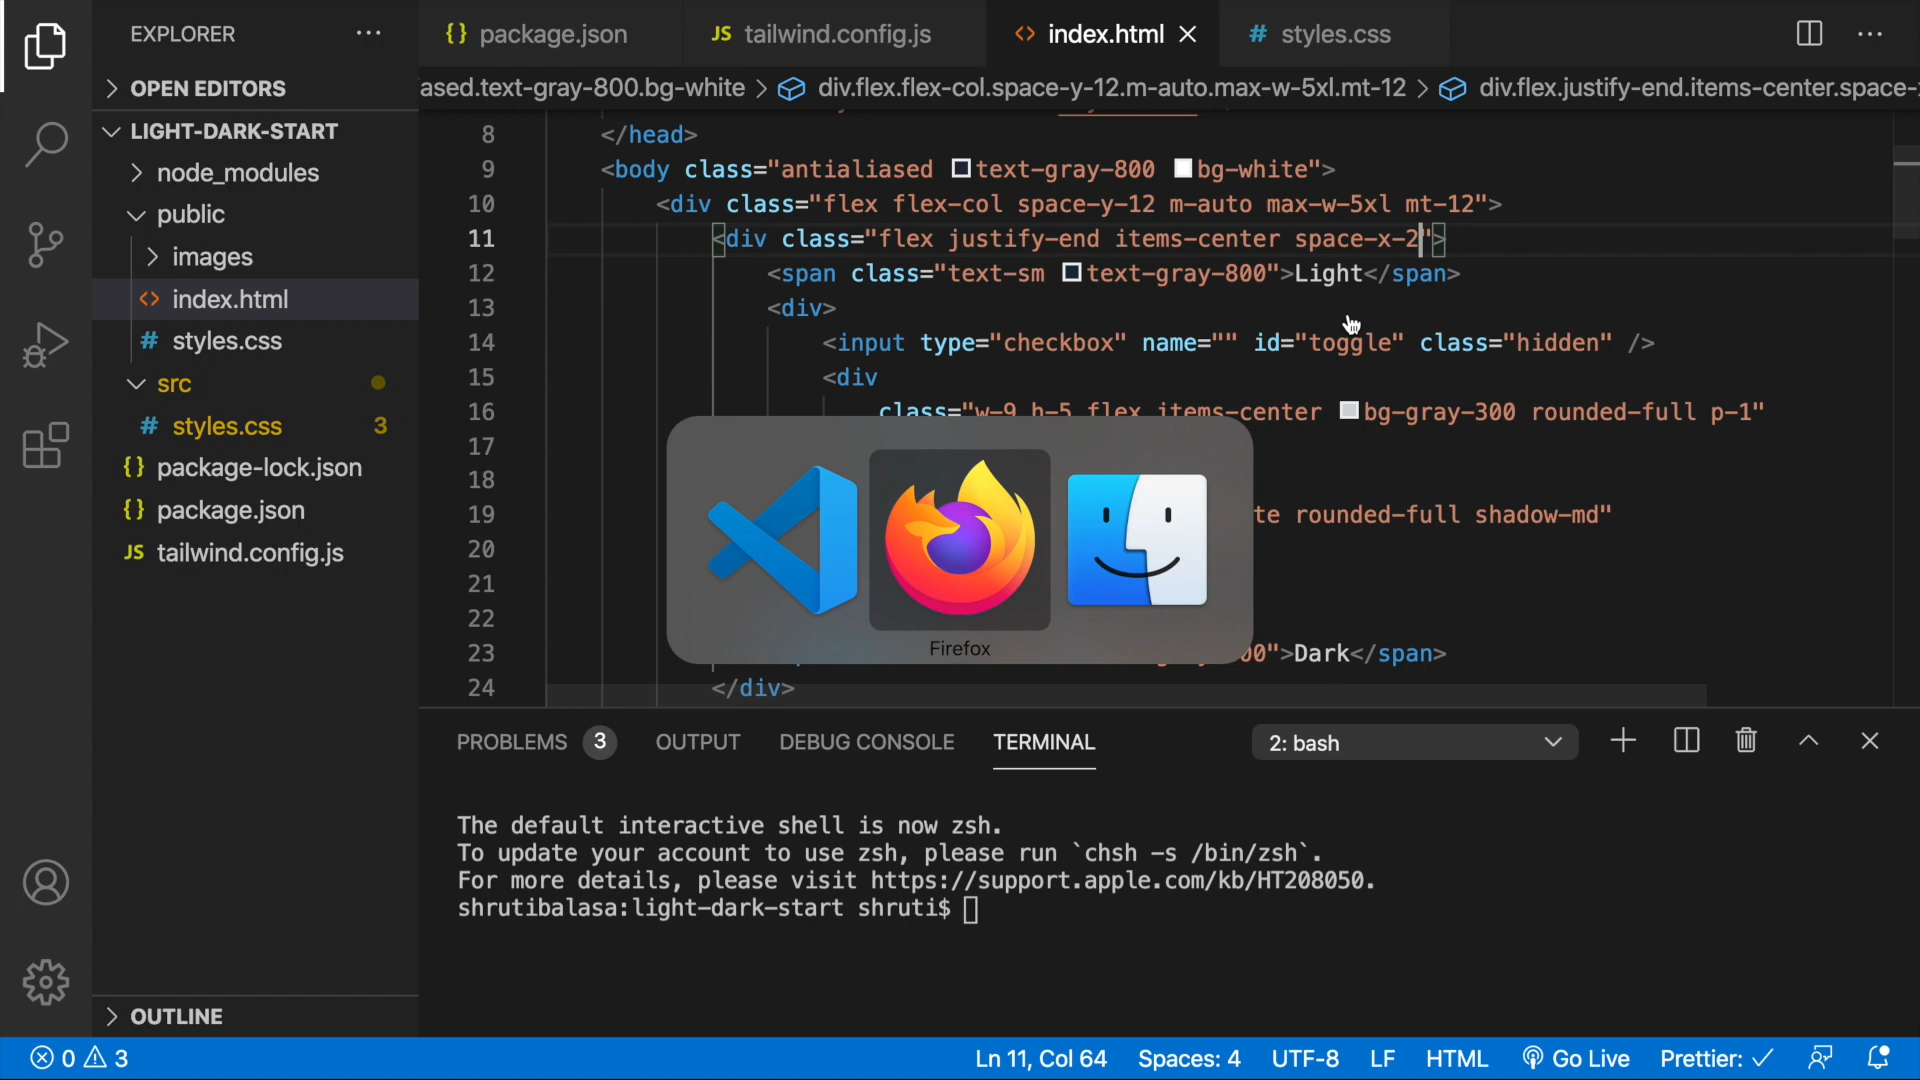 EXPLORER
OPEN EDITORS
LIGHT-DARK-START
node_modules
public
images
index.html
styles.css
src
styles.css 3
package-lock.json
package.json
tailwind.config.js
OUTLINE
package.json
tailwind.config.js
index.html
styles.css
ased.text-gray-800.bg-white > div.flex.flex-col.space-y-12.m-auto.max-w-5xl.mt-12 > div.flex.justify-end.items-center.space-
8 </head>
9 <body class="antialiased text-gray-800 bg-white">
10 <div class="flex flex-col space-y-12 m-auto max-w-5xl mt-12">
11 <div class="flex justify-end items-center space-x-2">
12 <span class="text-sm text-gray-800">Light</span>
13 <div>
14 <input type="checkbox" name="" id="toggle" class="hidden" />
15 <div
16 class="w-9 h-5 flex items-center bg-gray-300 rounded-full p-1"
17
18
19 te rounded-full shadow-md"
20
21
22
23 00">Dark</span>
24 </div>
Firefox
PROBLEMS 3 OUTPUT DEBUG CONSOLE TERMINAL 2: bash
The default interactive shell is now zsh.
To update your account to use zsh, please run `chsh -s /bin/zsh`.
For more details, please visit https://support.apple.com/kb/HT208050.
shrutibalasa:light-dark-start shruti$
0 3 Ln 11, Col 64 Spaces: 4 UTF-8 LF HTML Go Live Prettier: ✓